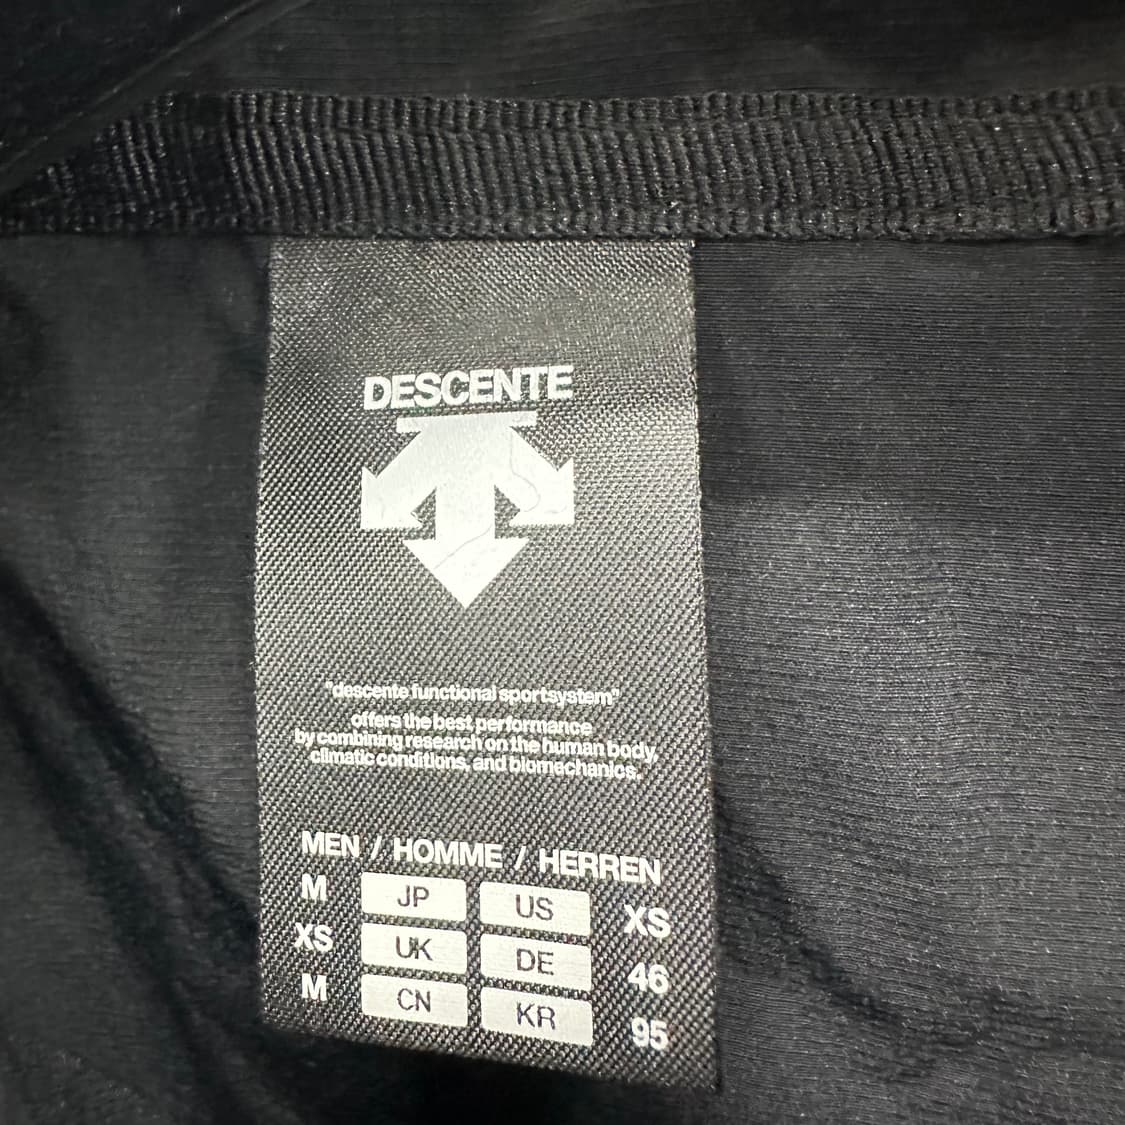 DESCENTE
"descente functional sportsystem"
offers the best performance
by combining research on the human body,
climatic conditions, and biomechanics.
MEN / HOMME / HERREN
M JP US XS
XS UK DE 46
M CN KR 95